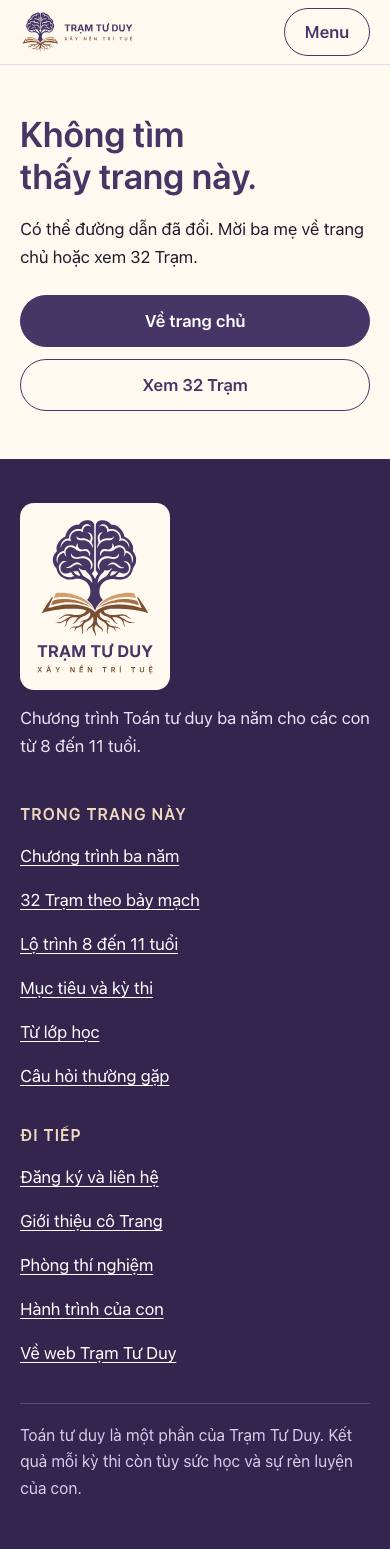 TRẠM TƯ DUY
XÂY NỀN TRÍ TUỆ
Menu
Không tìm
thấy trang này.
Có thể đường dẫn đã đổi. Mời ba mẹ về trang
chủ hoặc xem 32 Trạm.
Về trang chủ
Xem 32 Trạm
TRẠM TƯ DUY
XÂY NỀN TRÍ TUỆ
Chương trình Toán tư duy ba năm cho các con
từ 8 đến 11 tuổi.
TRONG TRANG NÀY
Chương trình ba năm
32 Trạm theo bảy mạch
Lộ trình 8 đến 11 tuổi
Mục tiêu và kỳ thi
Từ lớp học
Câu hỏi thường gặp
ĐI TIẾP
Đăng ký và liên hệ
Giới thiệu cô Trang
Phòng thí nghiệm
Hành trình của con
Về web Trạm Tư Duy
Toán tư duy là một phần của Trạm Tư Duy. Kết
quả mỗi kỳ thi còn tùy sức học và sự rèn luyện
của con.